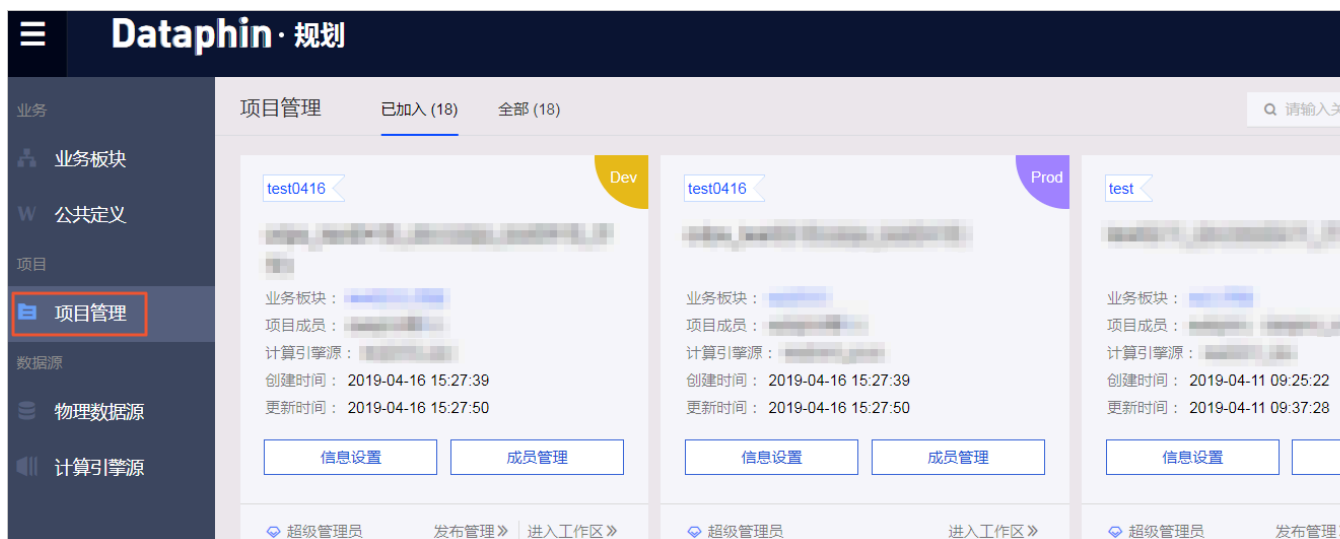 Dataphin · 规划
业务
业务板块
公共定义
项目
项目管理
数据源
物理数据源
计算引擎源
项目管理 已加入 (18) 全部 (18) 请输入关
test0416 Dev
业务板块：
项目成员：
计算引擎源：
创建时间： 2019-04-16 15:27:39
更新时间： 2019-04-16 15:27:50
信息设置 成员管理
超级管理员 发布管理 进入工作区
test0416 Prod
业务板块：
项目成员：
计算引擎源：
创建时间： 2019-04-16 15:27:39
更新时间： 2019-04-16 15:27:50
信息设置 成员管理
超级管理员 进入工作区
test
业务板块：
项目成员：
计算引擎源：
创建时间： 2019-04-11 09:25:22
更新时间： 2019-04-11 09:37:28
信息设置
超级管理员 发布管理